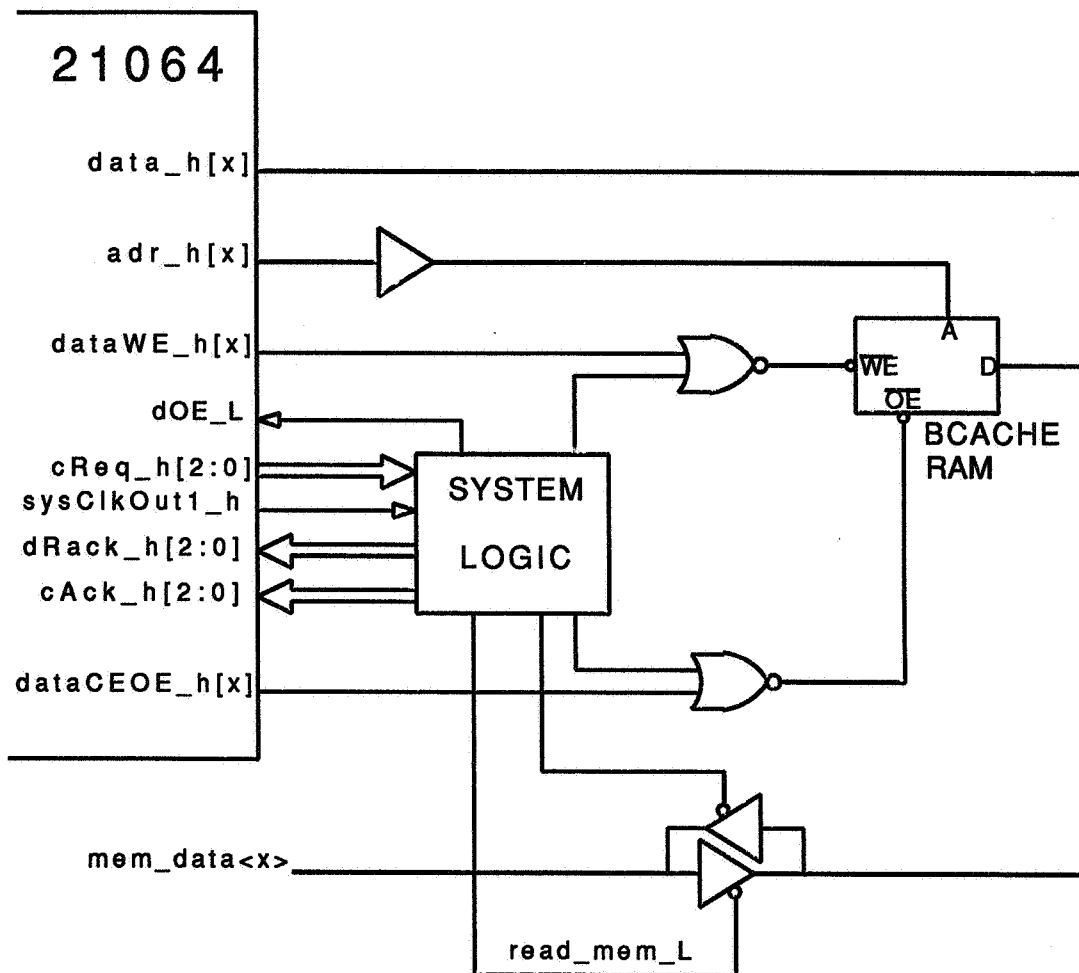 21064
data_h[x]
adr_h[x]
dataWE_h[x]
A
WE
D
OE
dOE_L
BCACHE
RAM
cReq_h[2:0]
SYSTEM
sysClkOut1_h
dRack_h[2:0]
LOGIC
cAck_h[2:0]
dataCEOE_h[x]
mem_data<x>
read_mem_L